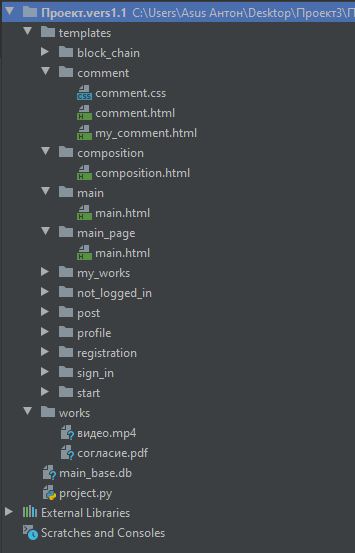 Проект.vers1.1 C:\Users\Asus Антон\Desktop\Проект3\П
templates
block_chain
comment
comment.css
comment.html
my_comment.html
composition
composition.html
main
main.html
main_page
main.html
my_works
not_logged_in
post
profile
registration
sign_in
start
works
видео.mp4
согласие.pdf
main_base.db
project.py
External Libraries
Scratches and Consoles